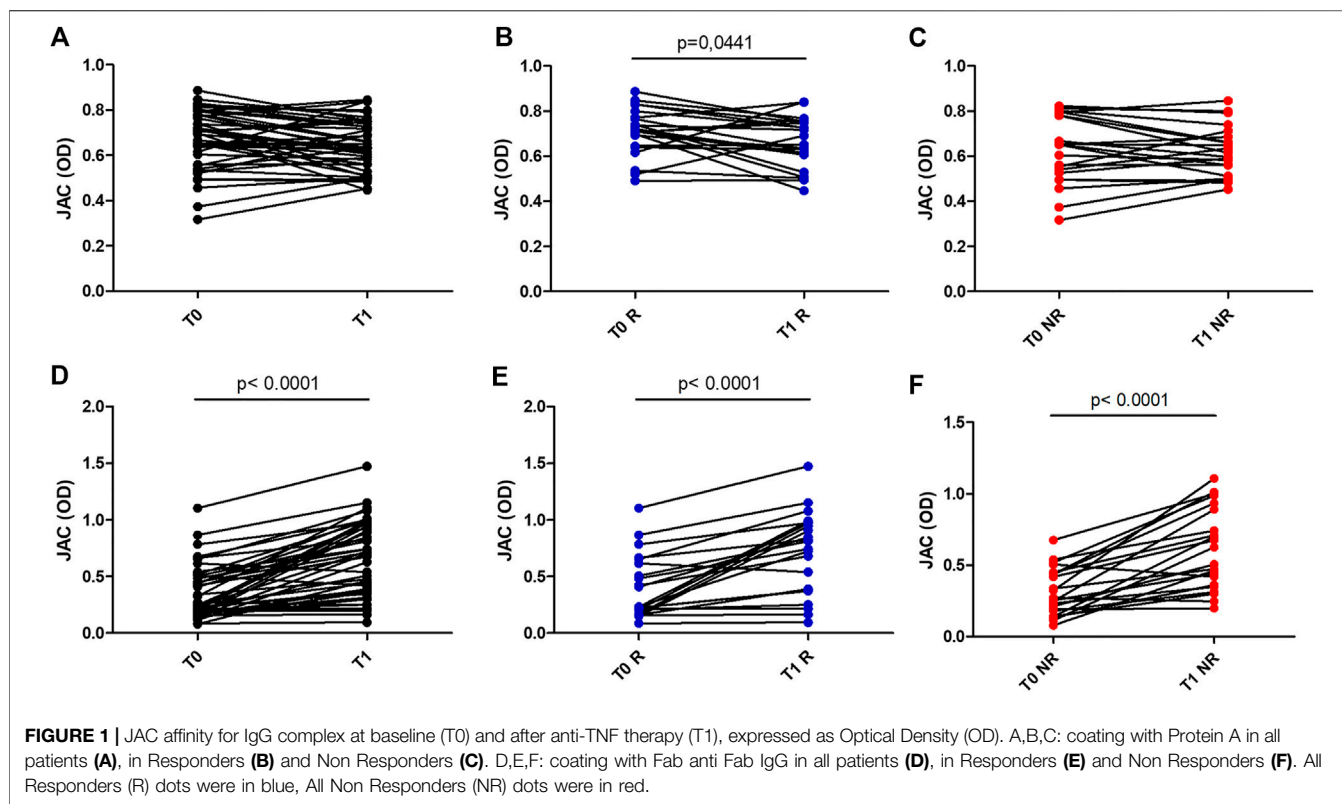 A
1.0
0.8
0.6
0.4
0.2
0.0
JAC (OD)
T0
T1
B
p=0,0441
1.0
0.8
0.6
0.4
0.2
0.0
JAC (OD)
T0 R
T1 R
C
1.0
0.8
0.6
0.4
0.2
0.0
JAC (OD)
T0 NR
T1 NR
D
p< 0.0001
2.0
1.5
1.0
0.5
0.0
JAC (OD)
T0
T1
E
p< 0.0001
2.0
1.5
1.0
0.5
0.0
JAC (OD)
T0 R
T1 R
F
p< 0.0001
1.5
1.0
0.5
0.0
JAC (OD)
T0 NR
T1 NR
FIGURE 1 | JAC affinity for IgG complex at baseline (T0) and after anti-TNF therapy (T1), expressed as Optical Density (OD). A,B,C: coating with Protein A in all
patients (A), in Responders (B) and Non Responders (C). D,E,F: coating with Fab anti Fab IgG in all patients (D), in Responders (E) and Non Responders (F). All
Responders (R) dots were in blue, All Non Responders (NR) dots were in red.